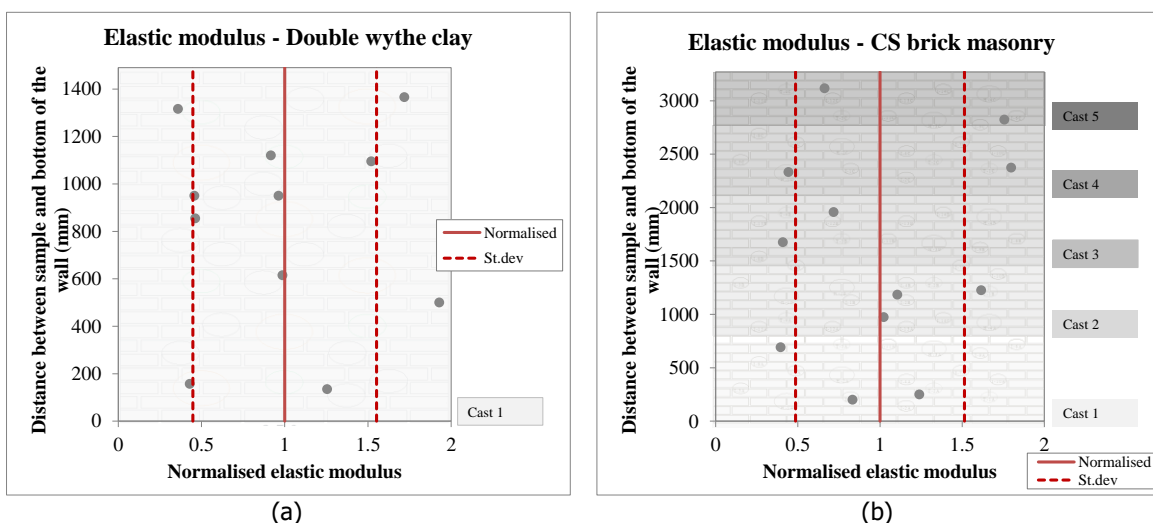 Elastic modulus - Double wythe clay
Distance between sample and bottom of the
wall (mm)
1400
1200
1000
800
600
400
200
0
0 0.5 1 1.5 2
Normalised elastic modulus
Normalised
St.dev
Cast 1
(a)
Elastic modulus - CS brick masonry
Distance between sample and bottom of the
wall (mm)
3000
2500
2000
1500
1000
500
0
0 0.5 1 1.5 2
Normalised elastic modulus
Cast 5
Cast 4
Cast 3
Cast 2
Cast 1
Normalised
St.dev
(b)